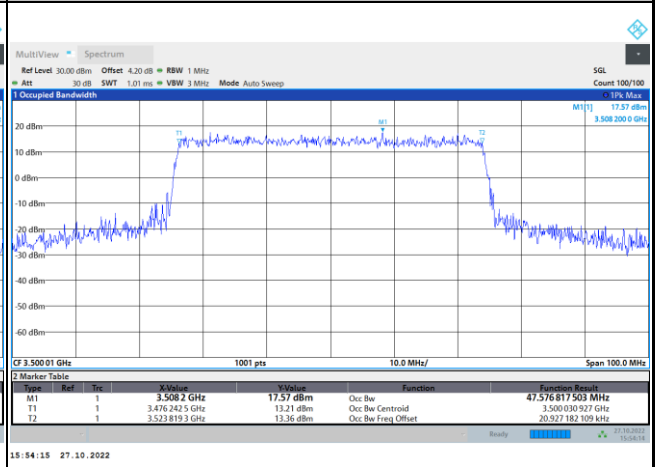 MultiView Spectrum
Ref Level 30.00 dBm Offset 4.20 dB RBW 1 MHz SGL
Att 30 dB SWT 1.01 ms VBW 3 MHz Mode Auto Sweep Count 100/100
1 Occupied Bandwidth 1Pk Max
M1[1] 17.57 dBm
3.508 200 0 GHz
M1
T1 T2
20 dBm
10 dBm
0 dBm
-10 dBm
-20 dBm
-30 dBm
-40 dBm
-50 dBm
-60 dBm
CF 3.500 01 GHz 1001 pts 10.0 MHz/ Span 100.0 MHz
2 Marker Table
Type Ref Trc X-Value Y-Value Function Function Result
M1 1 3.508 2 GHz 17.57 dBm Occ Bw 47.576 817 503 MHz
T1 1 3.476 242 5 GHz 13.21 dBm Occ Bw Centroid 3.500 030 927 GHz
T2 1 3.523 819 3 GHz 13.36 dBm Occ Bw Freq Offset 20.927 182 109 kHz
Ready 27.10.2022
15:54:14
15:54:15 27.10.2022